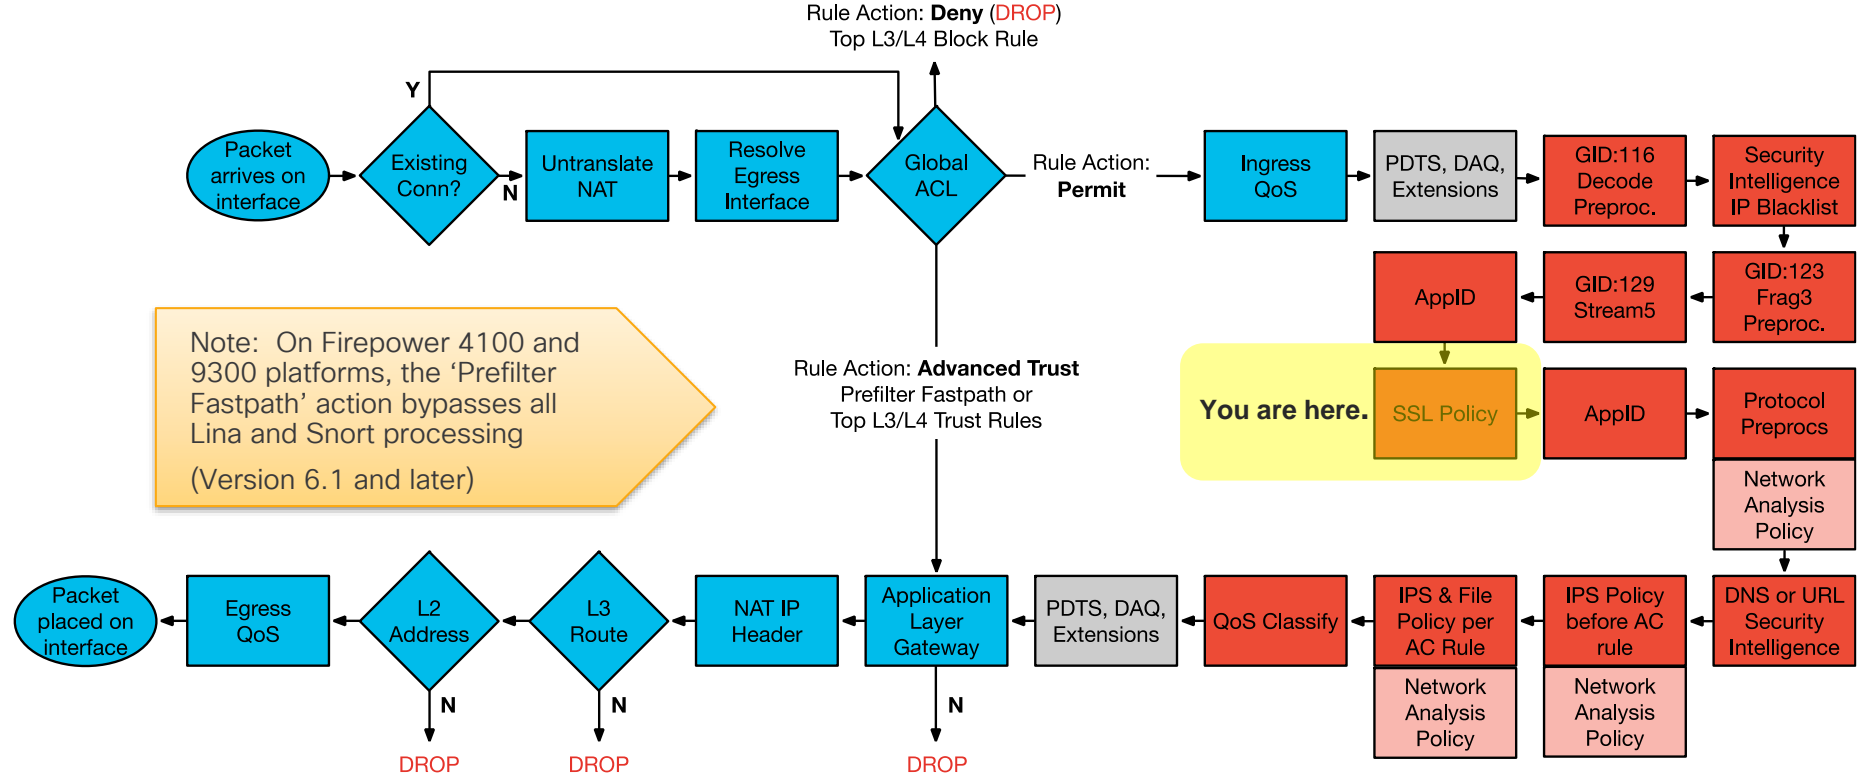 Rule Action: Deny (DROP)
Top L3/L4 Block Rule
Y
Packet
arrives on
interface
Existing
Conn?
N
Untranslate
NAT
Resolve
Egress
Interface
Global
ACL
Rule Action:
Permit
Ingress
QoS
PDTS, DAQ,
Extensions
GID:116
Decode
Preproc.
Security
Intelligence
IP Blacklist
AppID
GID:129
Stream5
GID:123
Frag3
Preproc.
Note: On Firepower 4100 and
9300 platforms, the ‘Prefilter
Fastpath’ action bypasses all
Lina and Snort processing
(Version 6.1 and later)
Rule Action: Advanced Trust
Prefilter Fastpath or
Top L3/L4 Trust Rules
You are here.
SSL Policy
AppID
Protocol
Preprocs
Network
Analysis
Policy
Packet
placed on
interface
Egress
QoS
L2
Address
L3
Route
NAT IP
Header
Application
Layer
Gateway
PDTS, DAQ,
Extensions
QoS Classify
IPS & File
Policy per
AC Rule
Network
Analysis
Policy
IPS Policy
before AC
rule
Network
Analysis
Policy
DNS or URL
Security
Intelligence
N
DROP
N
DROP
N
DROP